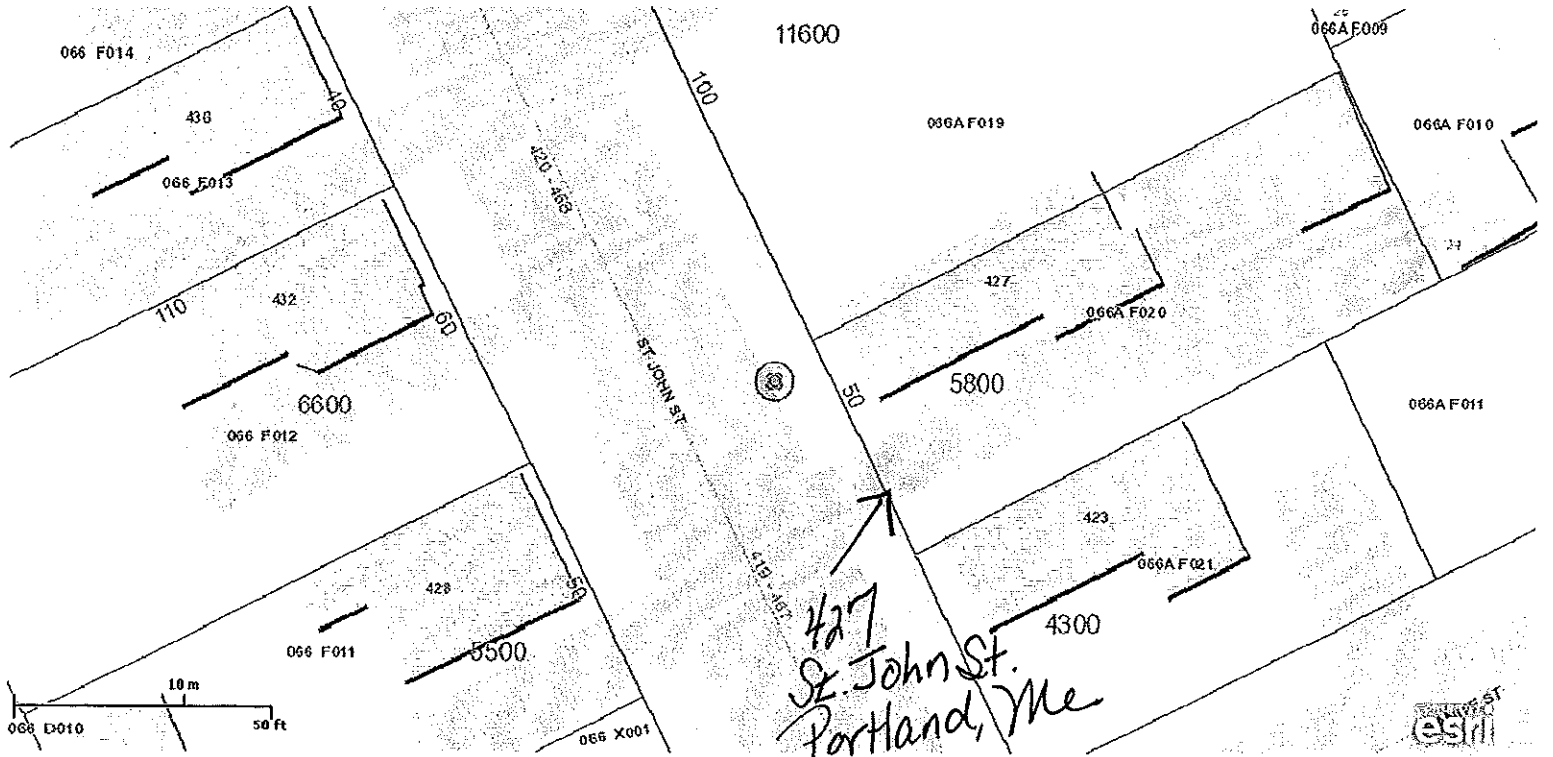 11600
066 F014
066A F009
100
40
436
066A F019
066A F010
066 F013
420 - 468
432
427
110
60
066A F020
ST JOHN ST
5800
50
6600
066A F011
066 F012
423
066A F021
428
50
4300
066 F011
5500
419 - 467
427
St. John St.
Portland, Me
10 m
50 ft
066 D010
066 X001
esri